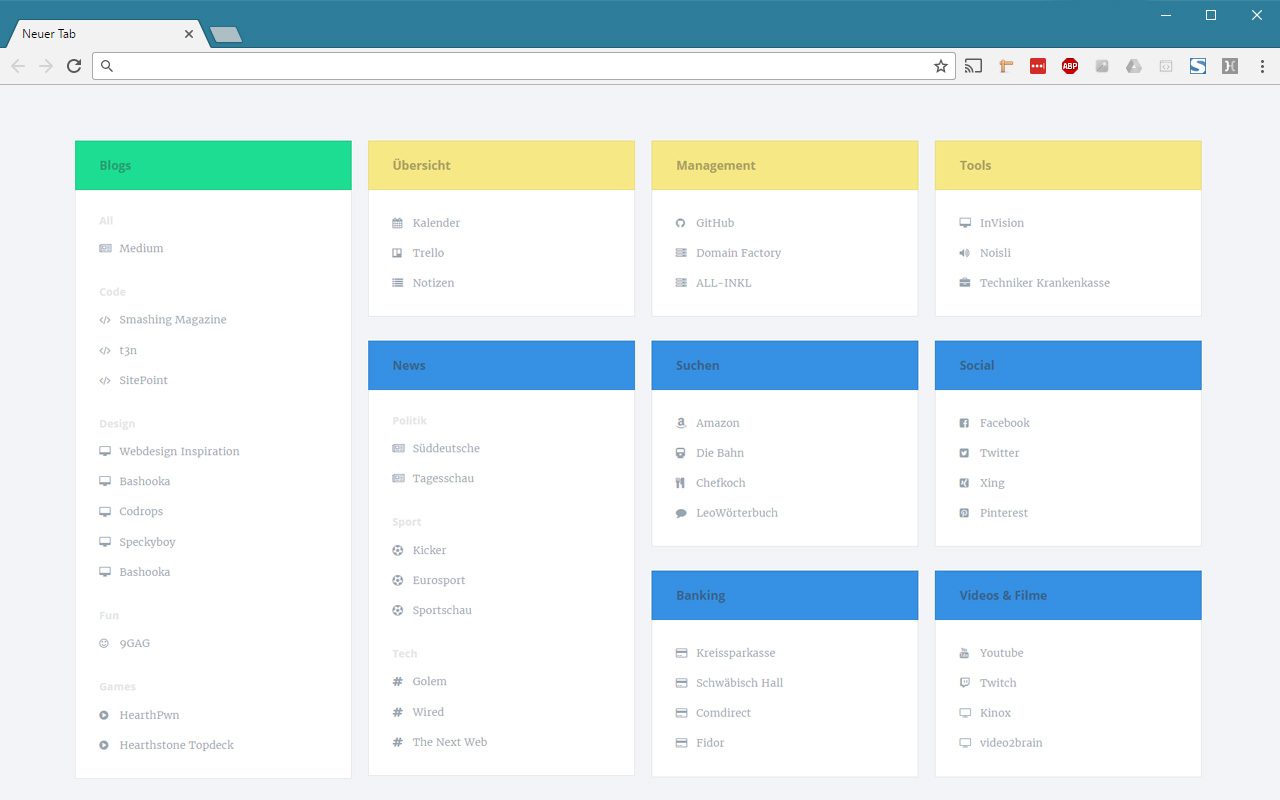 Neuer Tab
ABP
Blogs
All
Medium
Code
Smashing Magazine
t3n
SitePoint
Design
Webdesign Inspiration
Bashooka
Codrops
Speckyboy
Bashooka
Fun
9GAG
Games
HearthPwn
Hearthstone Topdeck
Übersicht
Kalender
Trello
Notizen
News
Politik
Süddeutsche
Tagesschau
Sport
Kicker
Eurosport
Sportschau
Tech
Golem
Wired
The Next Web
Management
GitHub
Domain Factory
ALL-INKL
Suchen
Amazon
Die Bahn
Chefkoch
LeoWörterbuch
Banking
Kreissparkasse
Schwäbisch Hall
Comdirect
Fidor
Tools
InVision
Noisli
Techniker Krankenkasse
Social
Facebook
Twitter
Xing
Pinterest
Videos & Filme
Youtube
Twitch
Kinox
video2brain